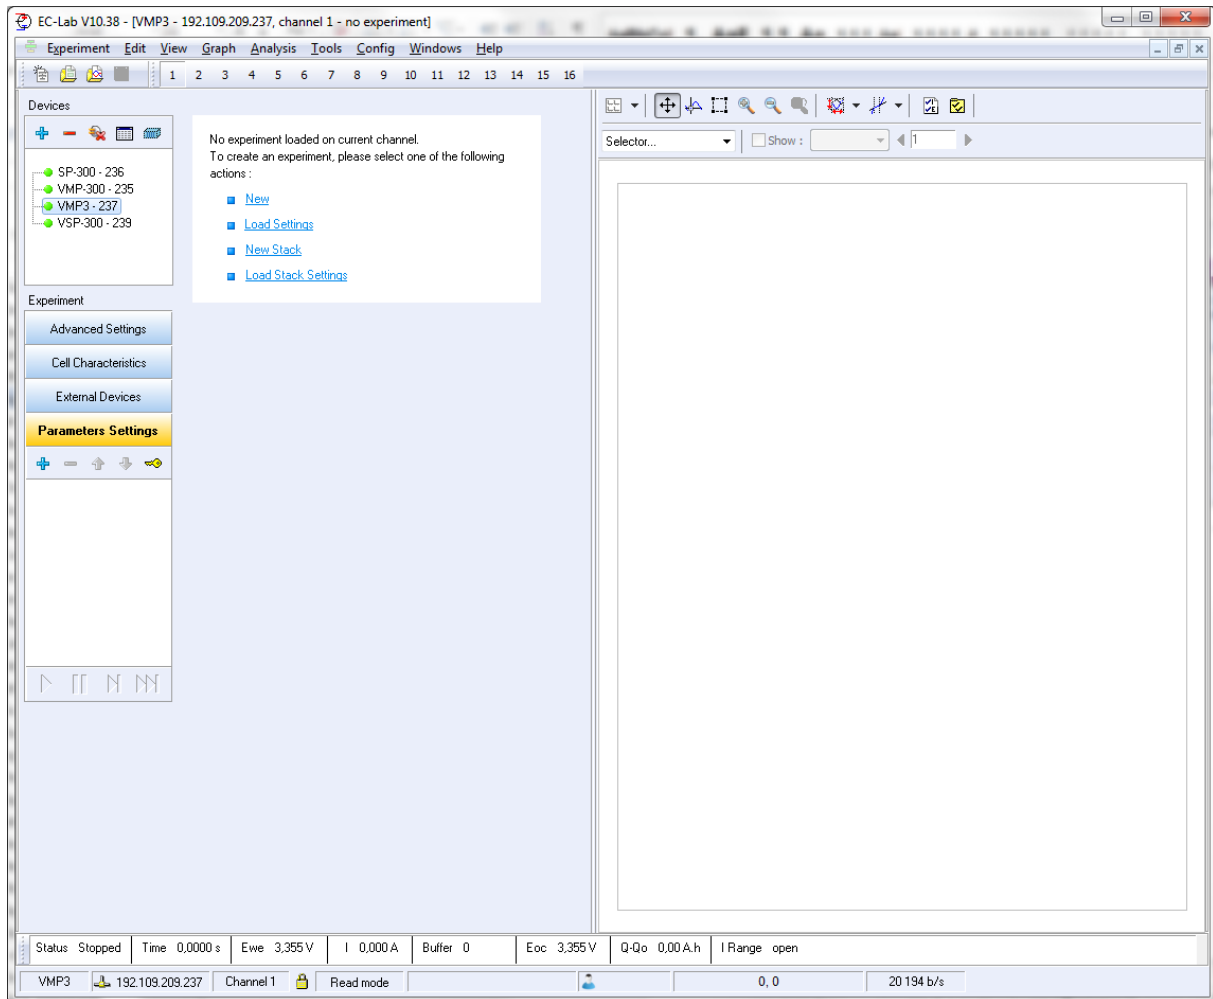 EC-Lab V10.38 - [VMP3 - 192.109.209.237, channel 1 - no experiment]
Experiment Edit View Graph Analysis Tools Config Windows Help
1 2 3 4 5 6 7 8 9 10 11 12 13 14 15 16
Devices
SP-300 - 236
VMP-300 - 235
VMP3 - 237
VSP-300 - 239
No experiment loaded on current channel.
To create an experiment, please select one of the following
actions :
New
Load Settings
New Stack
Load Stack Settings
Experiment
Advanced Settings
Cell Characteristics
External Devices
Parameters Settings
Selector... Show : 1
Status Stopped Time 0,0000 s Ewe 3,355 V I 0,000 A Buffer 0 Eoc 3,355 V Q-Qo 0,00 A.h I Range open
VMP3 192.109.209.237 Channel 1 Read mode 0, 0 20 194 b/s